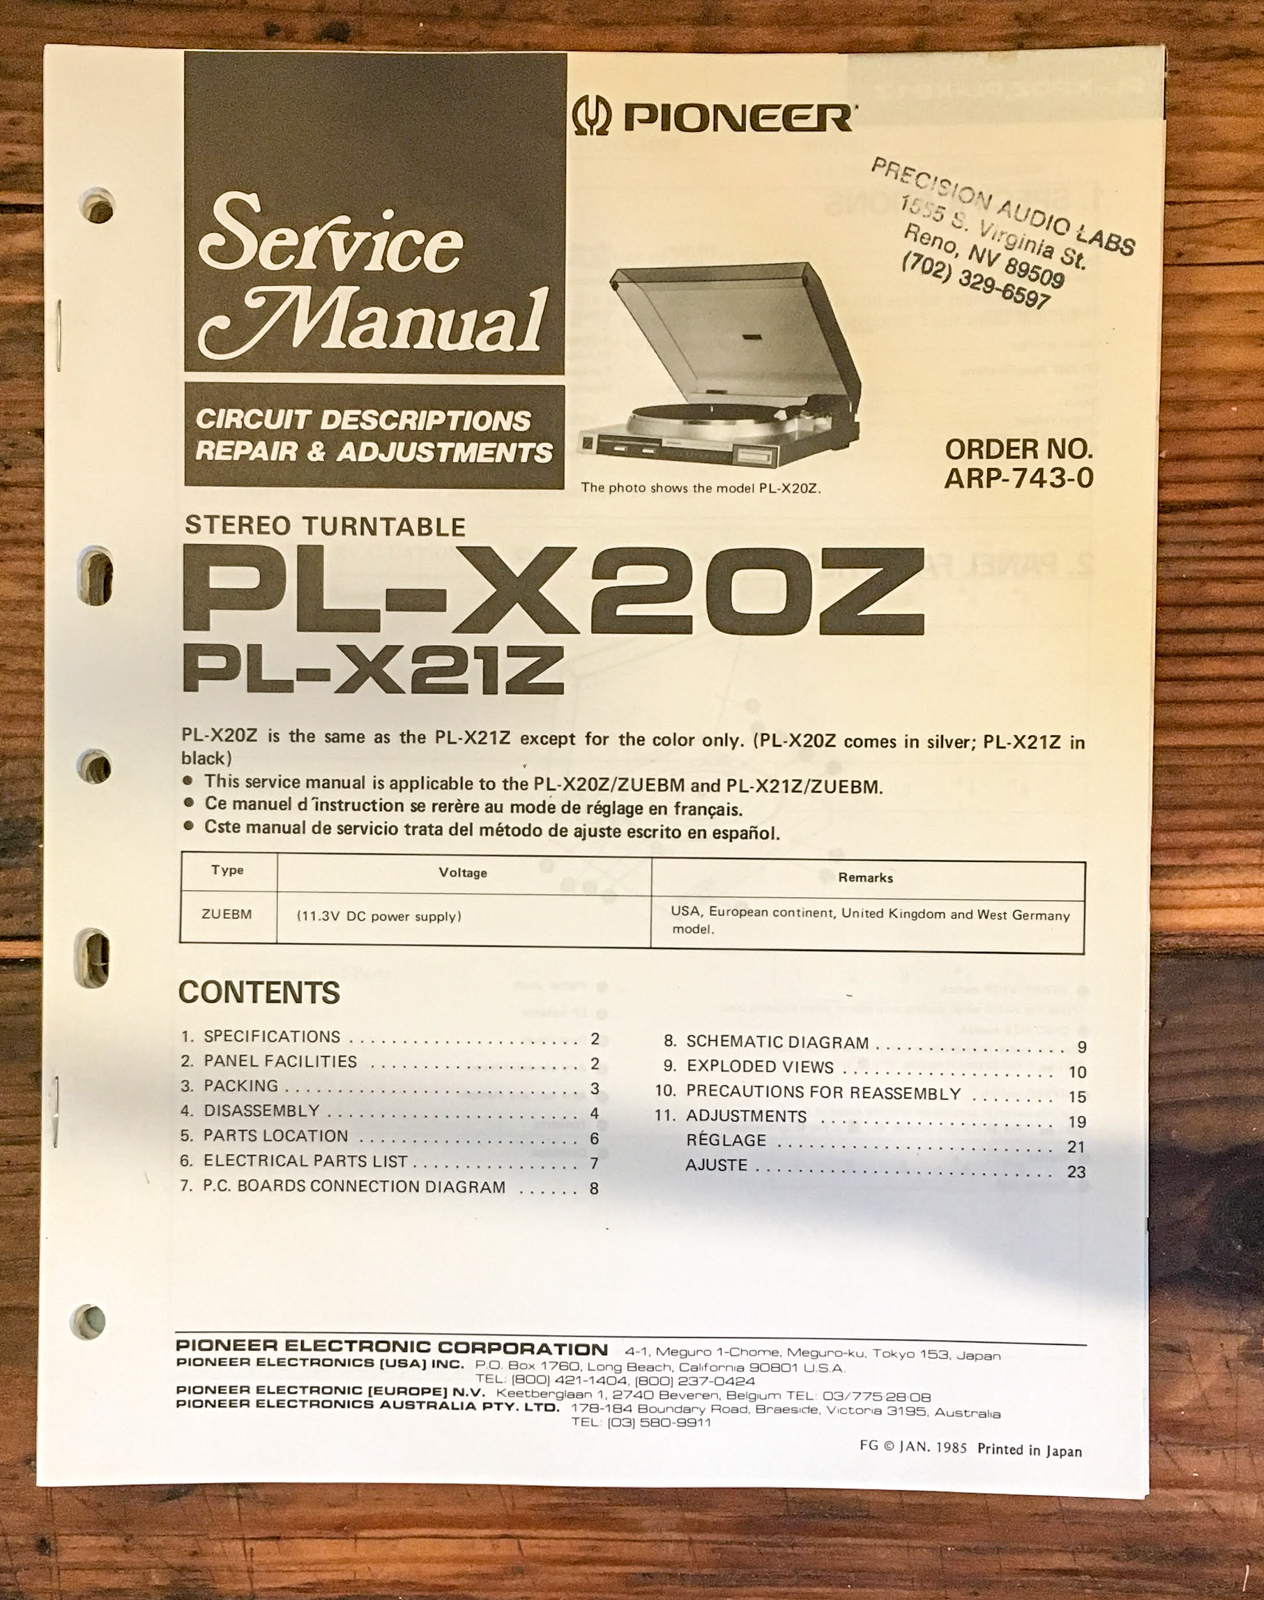 PIONEER
Service
Manual
CIRCUIT DESCRIPTIONS
REPAIR & ADJUSTMENTS
PRECISION AUDIO LABS
1555 S. Virginia St.
Reno, NV 89509
(702) 329-6597
The photo shows the model PL-X20Z.
ORDER NO.
ARP-743-0
STEREO TURNTABLE
PL-X20Z
PL-X21Z
PL-X20Z is the same as the PL-X21Z except for the color only. (PL-X20Z comes in silver; PL-X21Z in
black)
● This service manual is applicable to the PL-X20Z/ZUEBM and PL-X21Z/ZUEBM.
● Ce manuel d´instruction se rerère au mode de réglage en français.
● Cste manual de servicio trata del método de ajuste escrito en español.
Type Voltage Remarks
ZUEBM (11.3V DC power supply) USA, European continent, United Kingdom and West Germany
model.
CONTENTS
1. SPECIFICATIONS . . . . . . . . . . . . . . . . . . . . . . 2
2. PANEL FACILITIES . . . . . . . . . . . . . . . . . . . . 2
3. PACKING . . . . . . . . . . . . . . . . . . . . . . . . . . . . 3
4. DISASSEMBLY . . . . . . . . . . . . . . . . . . . . . . . . 4
5. PARTS LOCATION . . . . . . . . . . . . . . . . . . . . . 6
6. ELECTRICAL PARTS LIST . . . . . . . . . . . . . . . 7
7. P.C. BOARDS CONNECTION DIAGRAM . . . . . . 8
8. SCHEMATIC DIAGRAM . . . . . . . . . . . . . . . . . . 9
9. EXPLODED VIEWS . . . . . . . . . . . . . . . . . . . . 10
10. PRECAUTIONS FOR REASSEMBLY . . . . . . . . 15
11. ADJUSTMENTS . . . . . . . . . . . . . . . . . . . . . . 19
RÉGLAGE . . . . . . . . . . . . . . . . . . . . . . . . . . 21
AJUSTE . . . . . . . . . . . . . . . . . . . . . . . . . . . . 23
PIONEER ELECTRONIC CORPORATION 4-1, Meguro 1-Chome, Meguro-ku, Tokyo 153, Japan
PIONEER ELECTRONICS [USA] INC. P.O. Box 1760, Long Beach, California 90801 U.S.A.
TEL: [800] 421-1404, [800] 237-0424
PIONEER ELECTRONIC [EUROPE] N.V. Keetberglaan 1, 2740 Beveren, Belgium TEL: 03/775 28 08
PIONEER ELECTRONICS AUSTRALIA PTY. LTD. 178-184 Boundary Road, Braeside, Victoria 3195, Australia
TEL: [03] 580-9911
FG © JAN. 1985 Printed in Japan